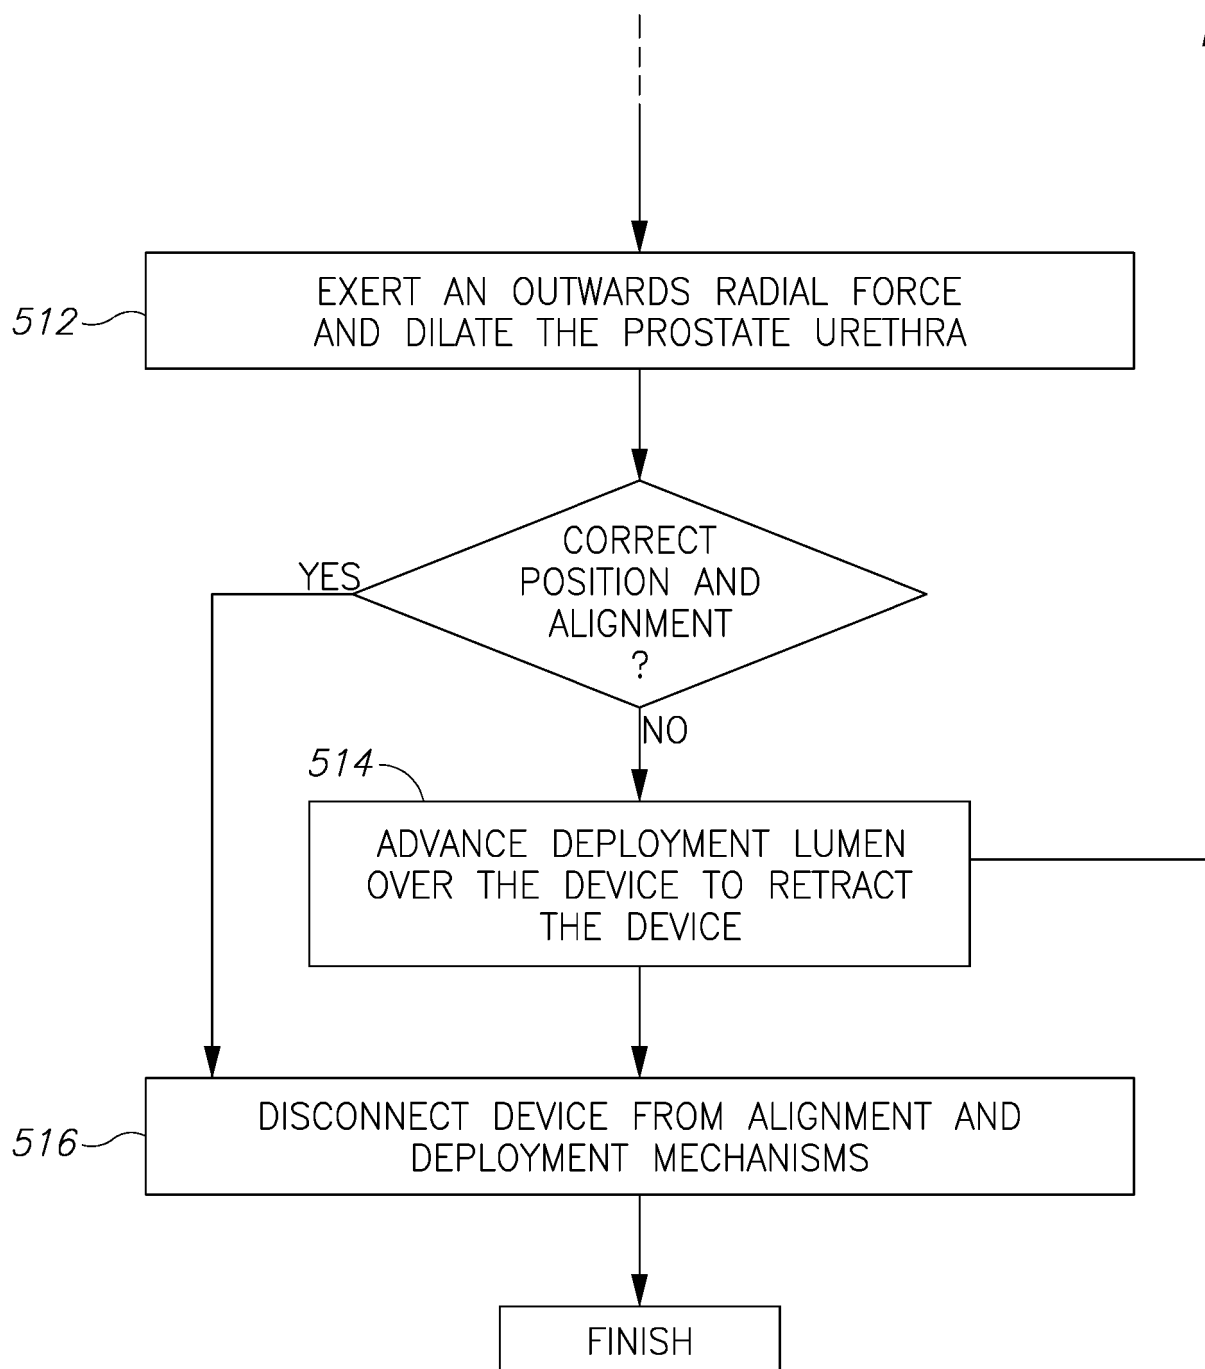 512
EXERT AN OUTWARDS RADIAL FORCE
AND DILATE THE PROSTATE URETHRA
CORRECT
POSITION AND
ALIGNMENT
?
YES
NO
514
ADVANCE DEPLOYMENT LUMEN
OVER THE DEVICE TO RETRACT
THE DEVICE
516
DISCONNECT DEVICE FROM ALIGNMENT AND
DEPLOYMENT MECHANISMS
FINISH